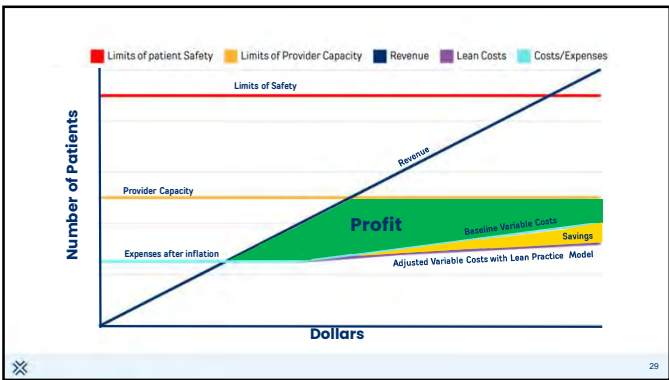 Limits of patient Safety Limits of Provider Capacity Revenue Lean Costs Costs/Expenses
Limits of Safety
Revenue
Number of Patients
Provider Capacity
Profit
Baseline Variable Costs
Savings
Expenses after inflation
Adjusted Variable Costs with Lean Practice Model
Dollars
29